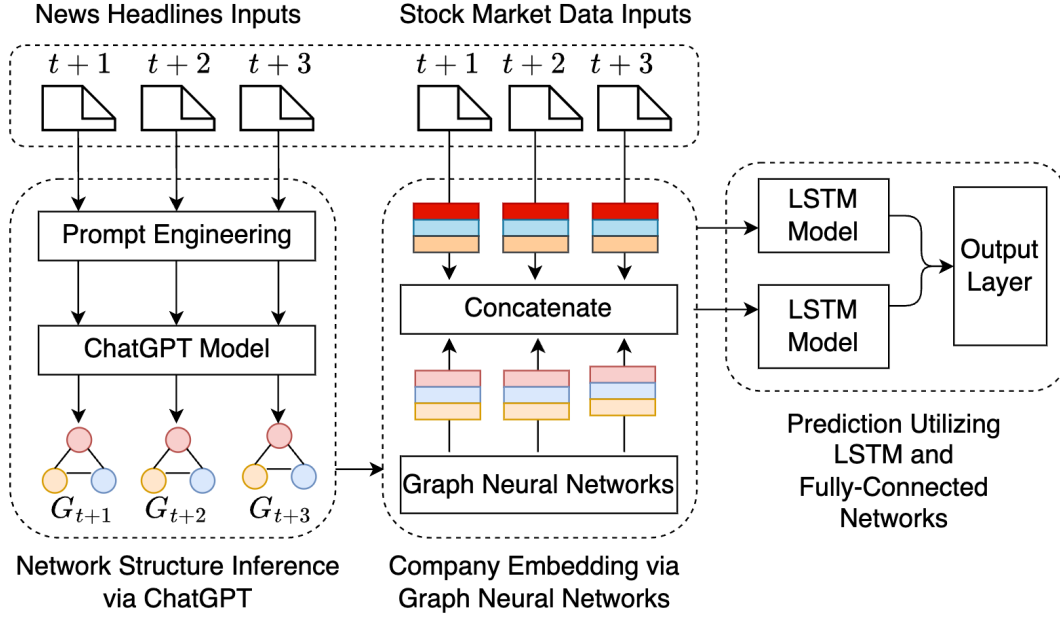 News Headlines Inputs
Stock Market Data Inputs
t + 1 t + 2 t + 3
t + 1 t + 2 t + 3
Prompt Engineering
ChatGPT Model
G_{t+1} G_{t+2} G_{t+3}
Network Structure Inference
via ChatGPT
Concatenate
Graph Neural Networks
Company Embedding via
Graph Neural Networks
LSTM
Model
LSTM
Model
Output
Layer
Prediction Utilizing
LSTM and
Fully-Connected
Networks